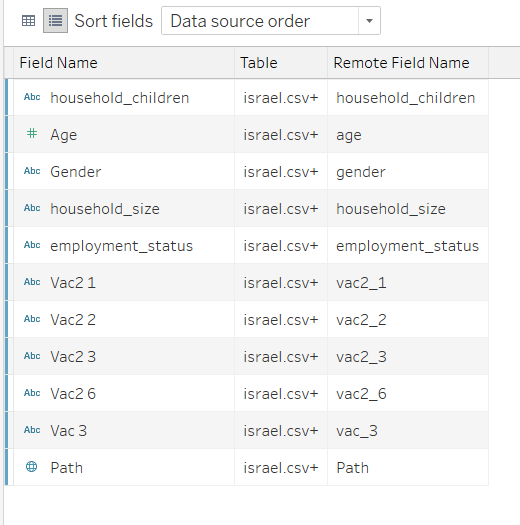 Sort fields Data source order
Field Name Table Remote Field Name
Abc household_children israel.csv+ household_children
# Age israel.csv+ age
Abc Gender israel.csv+ gender
Abc household_size israel.csv+ household_size
Abc employment_status israel.csv+ employment_status
Abc Vac2 1 israel.csv+ vac2_1
Abc Vac2 2 israel.csv+ vac2_2
Abc Vac2 3 israel.csv+ vac2_3
Abc Vac2 6 israel.csv+ vac2_6
Abc Vac 3 israel.csv+ vac_3
Path israel.csv+ Path